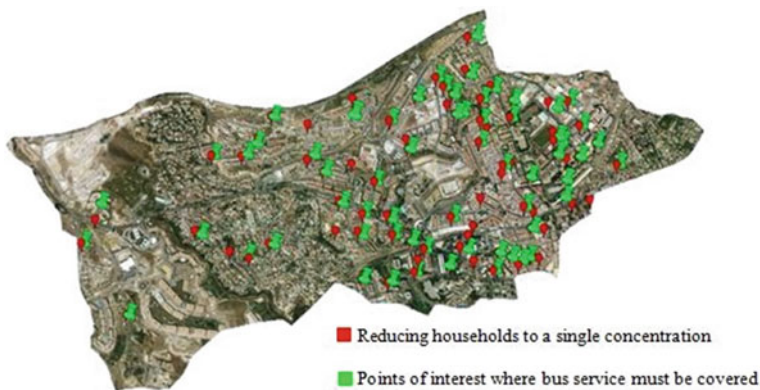 Reducing households to a single concentration
Points of interest where bus service must be covered